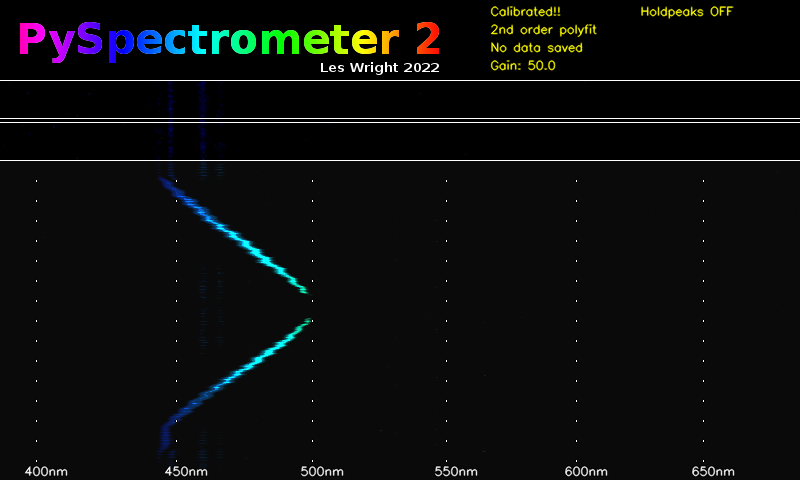 PySpectrometer 2
Les Wright 2022
Calibrated!!
2nd order polyfit
No data saved
Gain: 50.0
Holdpeaks OFF
400nm 450nm 500nm 550nm 600nm 650nm